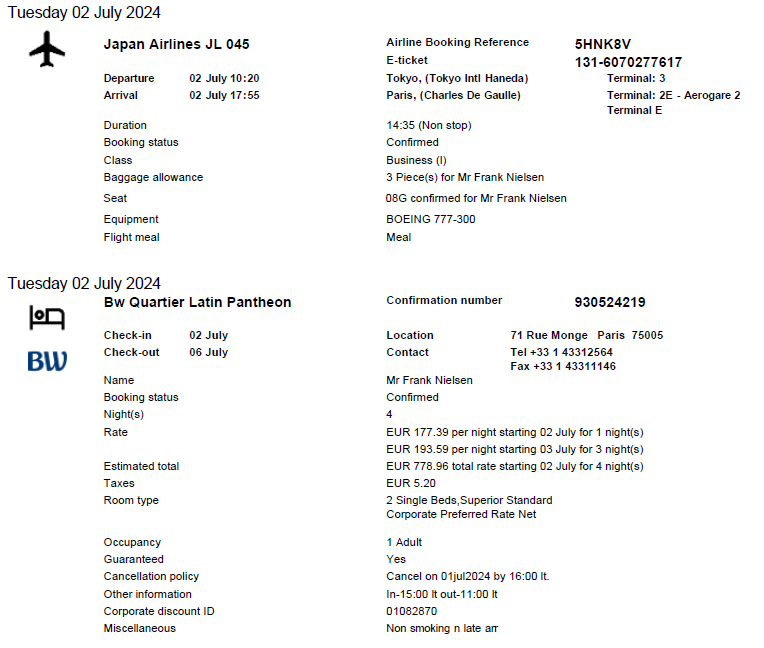 Tuesday 02 July 2024
Japan Airlines JL 045 Airline Booking Reference 5HNK8V
E-ticket 131-6070277617
Departure 02 July 10:20 Tokyo, (Tokyo Intl Haneda) Terminal: 3
Arrival 02 July 17:55 Paris, (Charles De Gaulle) Terminal: 2E - Aerogare 2
Terminal E
Duration 14:35 (Non stop)
Booking status Confirmed
Class Business (I)
Baggage allowance 3 Piece(s) for Mr Frank Nielsen
Seat 08G confirmed for Mr Frank Nielsen
Equipment BOEING 777-300
Flight meal Meal
Tuesday 02 July 2024
Bw Quartier Latin Pantheon Confirmation number 930524219
Check-in 02 July Location 71 Rue Monge Paris 75005
Check-out 06 July Contact Tel +33 1 43312564
BW Fax +33 1 43311146
Name Mr Frank Nielsen
Booking status Confirmed
Night(s) 4
Rate EUR 177.39 per night starting 02 July for 1 night(s)
EUR 193.59 per night starting 03 July for 3 night(s)
Estimated total EUR 778.96 total rate starting 02 July for 4 night(s)
Taxes EUR 5.20
Room type 2 Single Beds,Superior Standard
Corporate Preferred Rate Net
Occupancy 1 Adult
Guaranteed Yes
Cancellation policy Cancel on 01jul2024 by 16:00 lt.
Other information In-15:00 lt out-11:00 lt
Corporate discount ID 01082870
Miscellaneous Non smoking n late arr